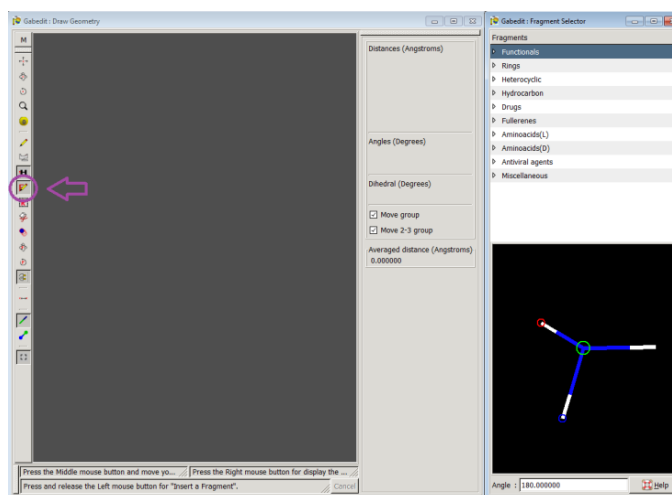 Gabedit : Draw Geometry
M
Distances (Angstroms)
Angles (Degrees)
Dihedral (Degrees)
Move group
Move 2-3 group
Averaged distance (Angstroms)
0.000000
Press the Middle mouse button and move yo... Press the Right mouse button for display the ...
Press and release the Left mouse button for "Insert a Fragment". Cancel
Gabedit : Fragment Selector
Fragments
Functionals
Rings
Heterocyclic
Hydrocarbon
Drugs
Fullerenes
Aminoacids(L)
Aminoacids(D)
Antiviral agents
Miscellaneous
Angle : 180.000000 Help